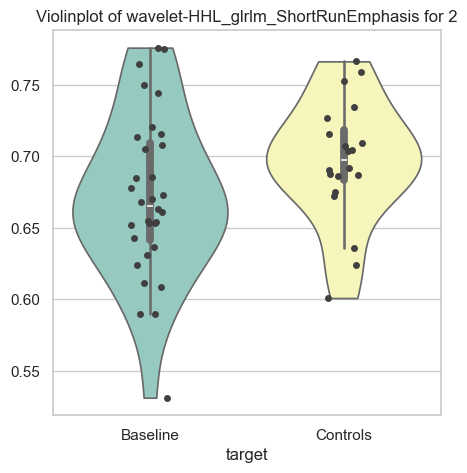 Violinplot of wavelet-HHL_glrlm_ShortRunEmphasis for 2
0.75
0.70
0.65
0.60
0.55
Baseline Controls
target